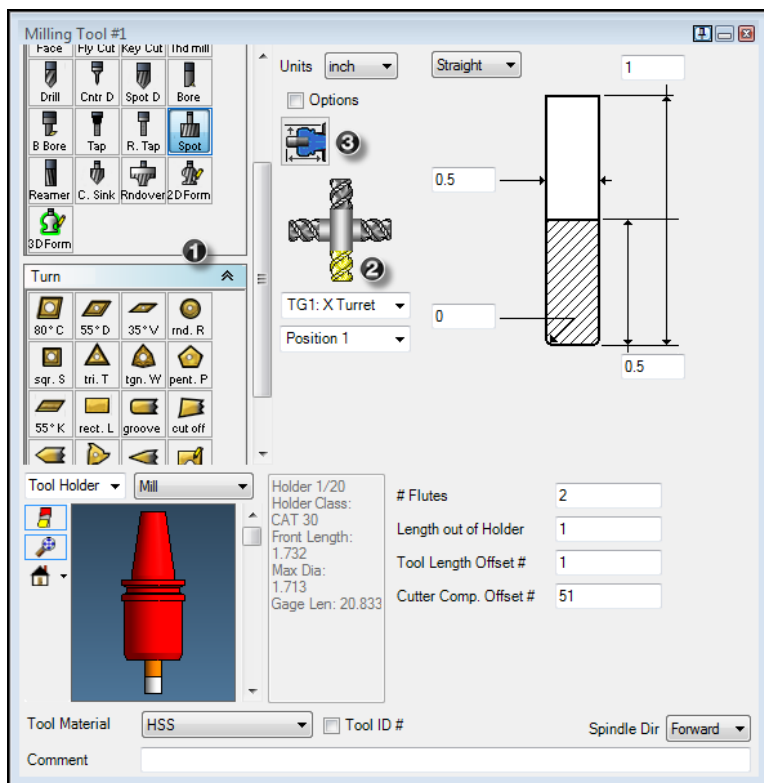 Milling Tool #1
Face Fly Cut Key Cut Thd mill
Drill Cntr D Spot D Bore
B Bore Tap R. Tap Spot
Reamer C. Sink Rndover 2D Form
3D Form
1
Turn
80° C 55° D 35° V rnd. R
sqr. S tri. T tgn. W pent. P
55° K rect. L groove cut off
Units inch
Options
3
2
TG1: X Turret
Position 1
Straight
1
0.5
0
0.5
Tool Holder Mill
Holder 1/20
Holder Class:
CAT 30
Front Length:
1.732
Max Dia:
1.713
Gage Len: 20.833
# Flutes 2
Length out of Holder 1
Tool Length Offset # 1
Cutter Comp. Offset # 51
Tool Material HSS Tool ID # Spindle Dir Forward
Comment